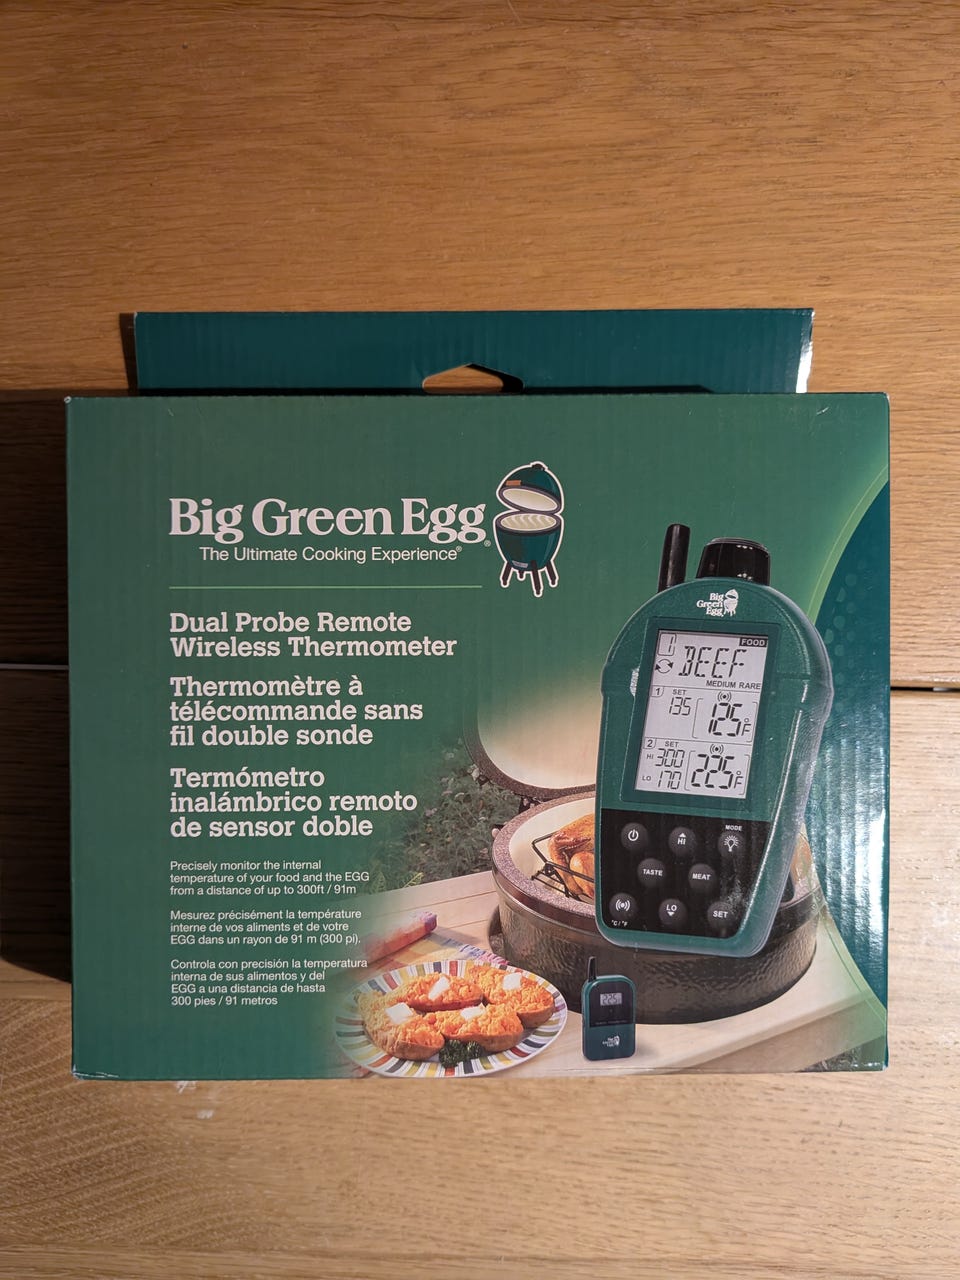 Big Green Egg®
The Ultimate Cooking Experience®
Dual Probe Remote
Wireless Thermometer
Thermomètre à
télécommande sans
fil double sonde
Termómetro
inalámbrico remoto
de sensor doble
Precisely monitor the internal
temperature of your food and the EGG
from a distance of up to 300ft / 91m
Mesurez précisément la température
interne de vos aliments et de votre
EGG dans un rayon de 91 m (300 pi).
Controla con precisión la temperatura
interna de sus alimentos y del
EGG a una distancia de hasta
300 pies / 91 metros
Big
Green
Egg
1 FOOD
BEEF
MEDIUM RARE
1 SET
135 125°F
2 SET
HI 300 225°F
LO 170
MODE
HI
TASTE MEAT
LO SET
°C / °F
225